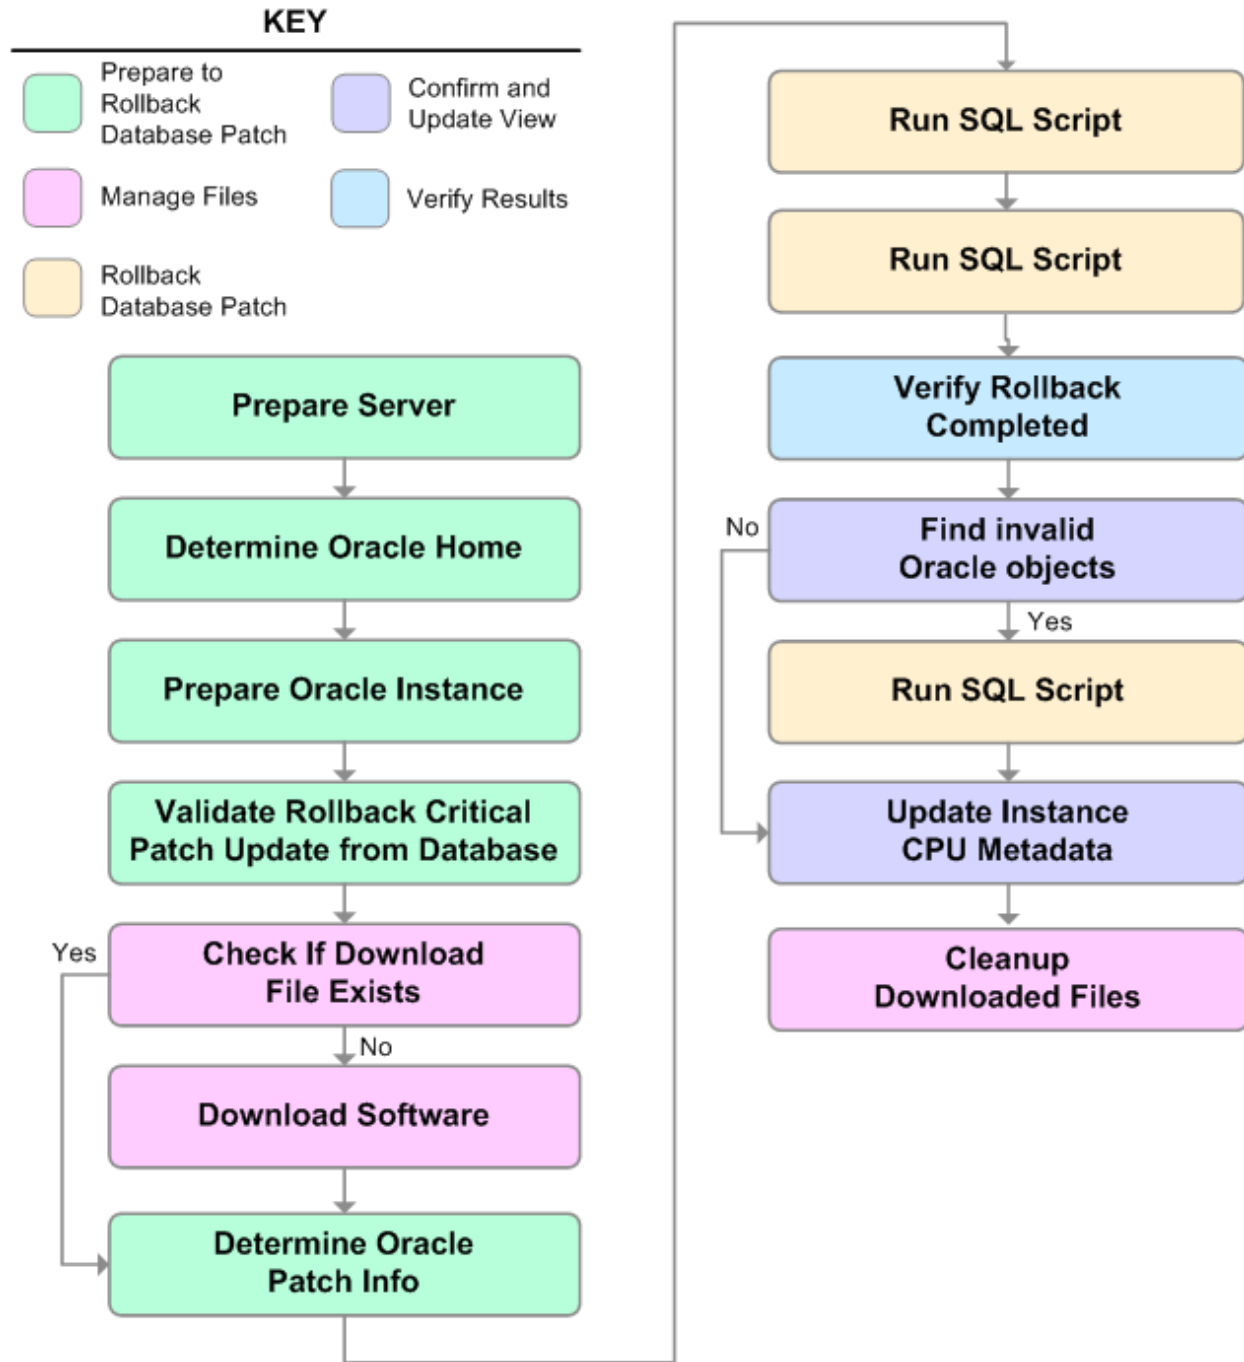 KEY
Prepare to
Rollback
Database Patch
Confirm and
Update View
Manage Files
Verify Results
Rollback
Database Patch
Prepare Server
Determine Oracle Home
Prepare Oracle Instance
Validate Rollback Critical
Patch Update from Database
Yes
Check If Download
File Exists
No
Download Software
Determine Oracle
Patch Info
Run SQL Script
Run SQL Script
Verify Rollback
Completed
No
Find invalid
Oracle objects
Yes
Run SQL Script
Update Instance
CPU Metadata
Cleanup
Downloaded Files